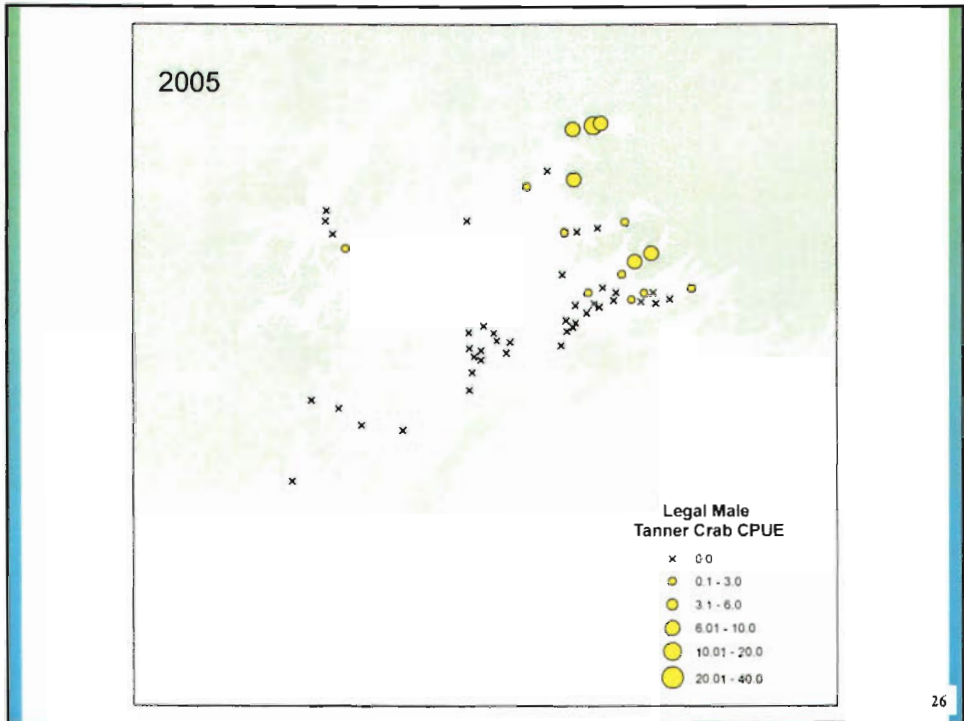 2005
Legal Male
Tanner Crab CPUE
× 0.0
0.1 - 3.0
3.1 - 6.0
6.01 - 10.0
10.01 - 20.0
20.01 - 40.0
26